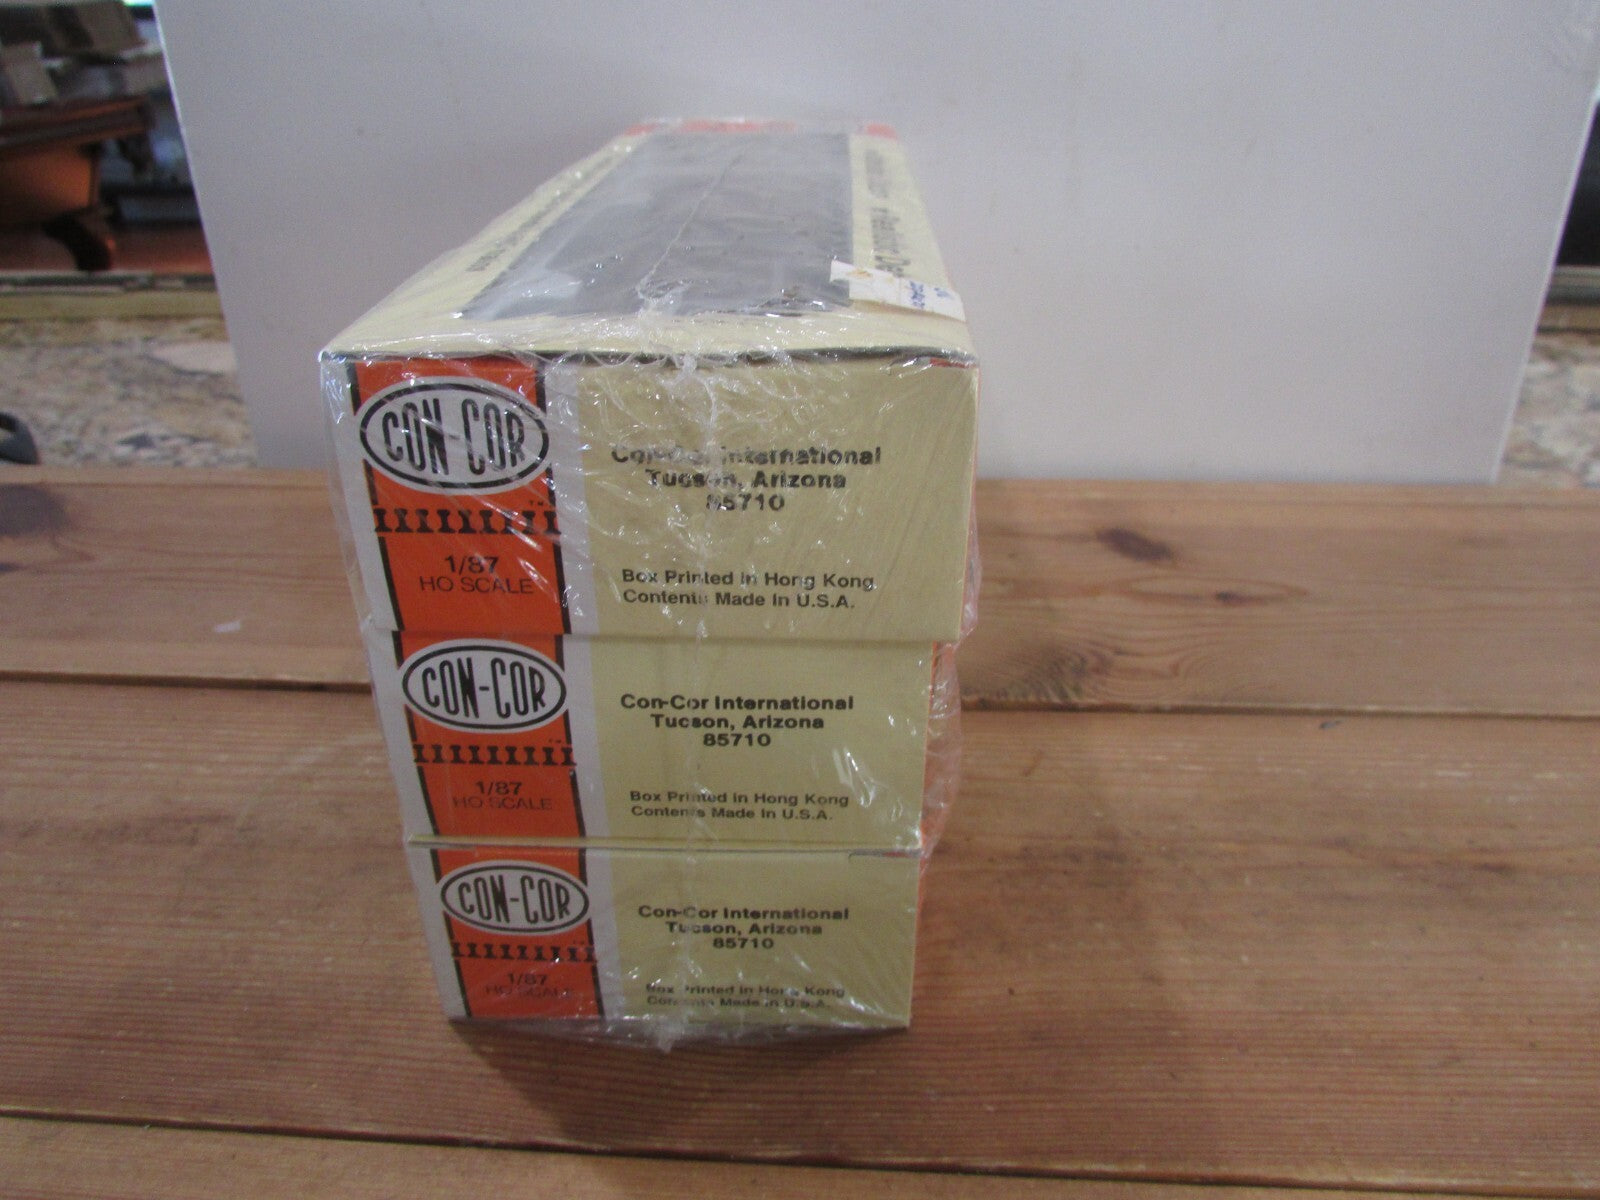 CON-COR
TM
1/87
HO SCALE
Con-Cor International
Tucson, Arizona
85710
Box Printed in Hong Kong
Contents Made In U.S.A.
CON-COR
TM
1/87
HO SCALE
Con-Cor International
Tucson, Arizona
85710
Box Printed in Hong Kong
Contents Made In U.S.A.
CON-COR
1/87
HO SCALE
Con-Cor International
Tucson, Arizona
85710
Box Printed in Hong Kong
Contents Made In U.S.A.